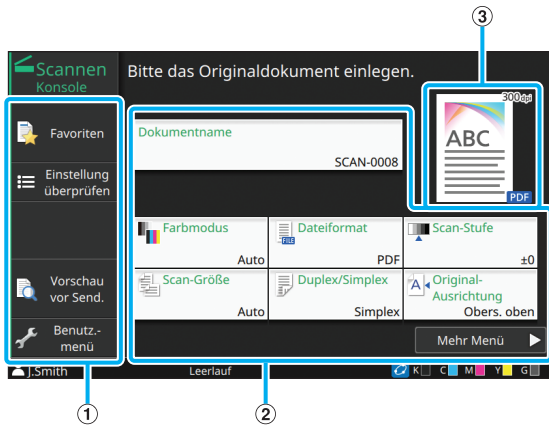 3
Scannen
Konsole
Bitte das Originaldokument einlegen.
Favoriten
Einstellung
überprüfen
Vorschau
vor Send.
Benutz.-
menü
Dokumentname
SCAN-0008
300dpi
ABC
PDF
Farbmodus
Auto
Dateiformat
FILE
PDF
Scan-Stufe
±0
Scan-Größe
Auto
Duplex/Simplex
Simplex
A
Original-
Ausrichtung
Obers. oben
Mehr Menü
J.Smith
Leerlauf
K C M Y G
1
2